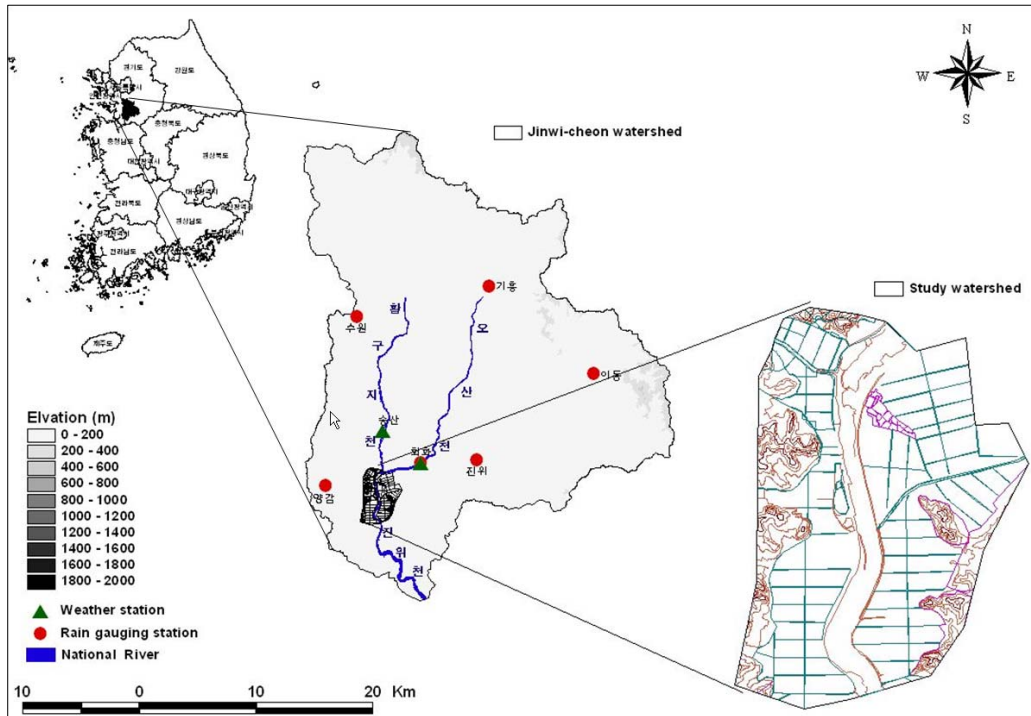 경기도
강원도
충청북도
충청남도
경상북도
전라북도
경상남도
전라남도
제주도
N
W
E
S
Jinwi-cheon watershed
Study watershed
기흥
수원
황
구
지
천
오
산
천
이동
진위
양감
진
위
천
Elvation (m)
0 - 200
200 - 400
400 - 600
600 - 800
800 - 1000
1000 - 1200
1200 - 1400
1400 - 1600
1600 - 1800
1800 - 2000
Weather station
Rain gauging station
National River
10
0
10
20
Km